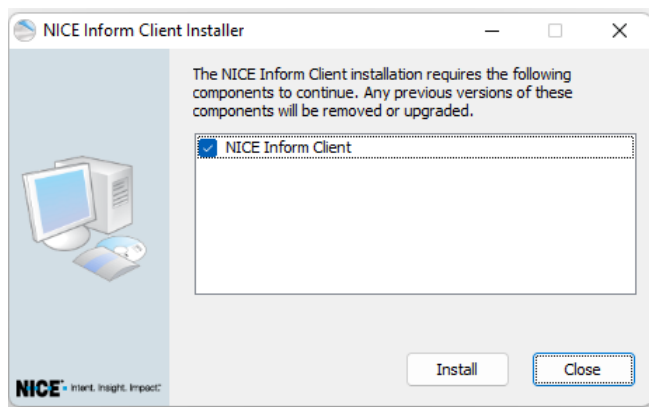 NICE Inform Client Installer
The NICE Inform Client installation requires the following
components to continue. Any previous versions of these
components will be removed or upgraded.
NICE Inform Client
Install
Close
NICE Intent. Insight. Impact.